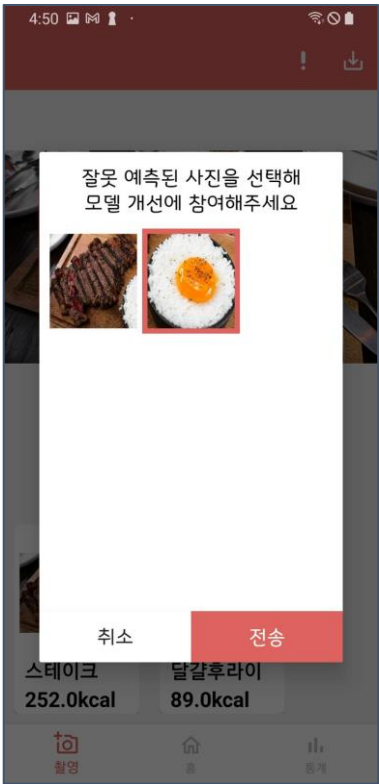 4:50
잘못 예측된 사진을 선택해
모델 개선에 참여해주세요
취소
전송
스테이크
달걀후라이
252.0kcal
89.0kcal
촬영
홈
통계